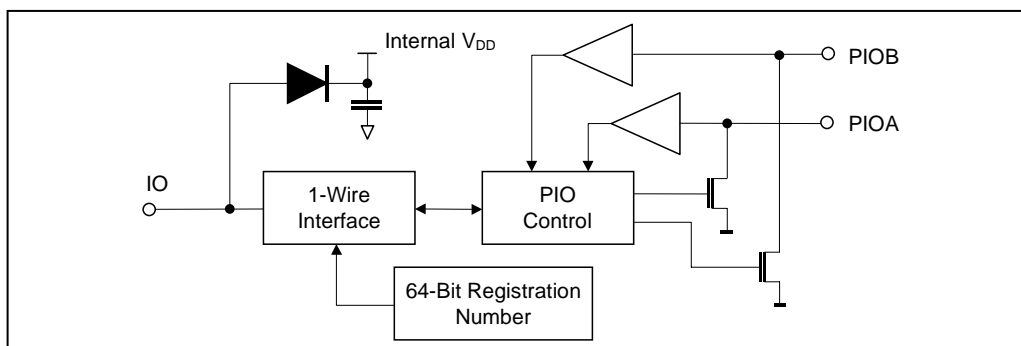 Internal VDD
PIOB
PIOA
IO
1-Wire
Interface
PIO
Control
64-Bit Registration
Number